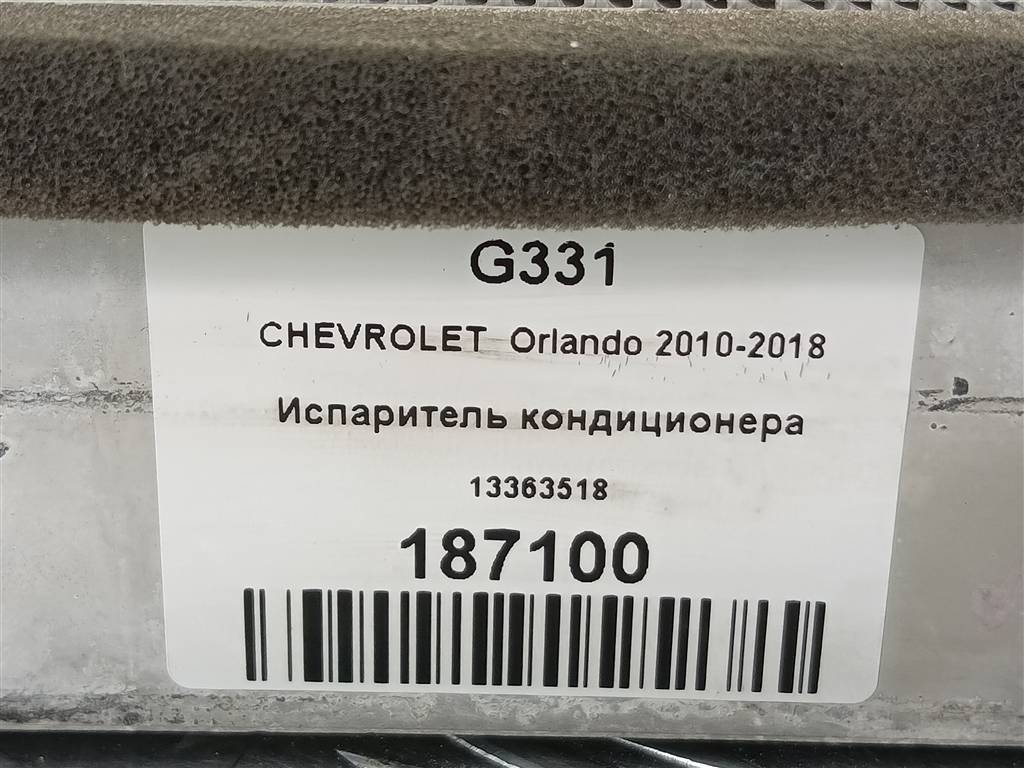 G331
CHEVROLET Orlando 2010-2018
Испаритель кондиционера
13363518
187100